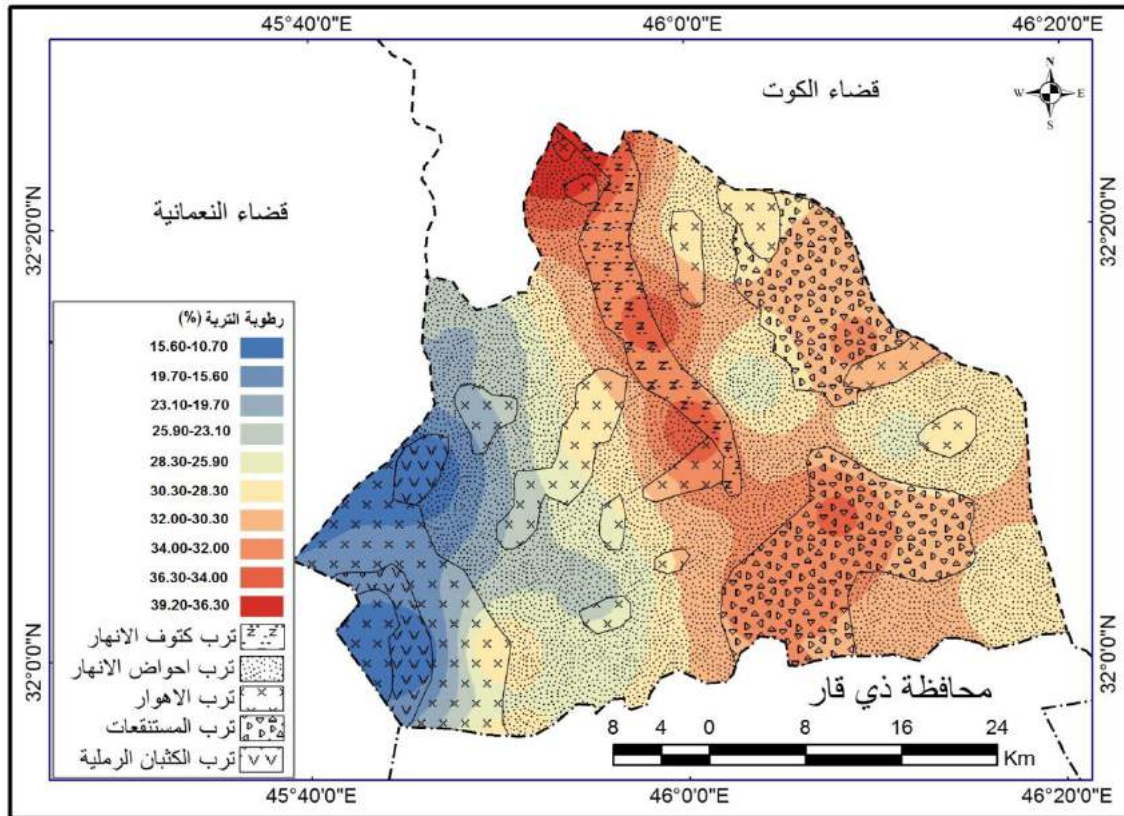 45°40'0"E
46°0'0"E
46°20'0"E
قضاء الكوت
N
W
E
S
قضاء النعمانية
32°20'0"N
32°20'0"N
رطوبة التربة (%)
15.60-10.70
19.70-15.60
23.10-19.70
25.90-23.10
28.30-25.90
30.30-28.30
32.00-30.30
34.00-32.00
36.30-34.00
39.20-36.30
ترب كتوف الانهار
ترب احواض الانهار
ترب الاهوار
ترب المستنقعات
ترب الكثبان الرملية
32°0'0"N
32°0'0"N
محافظة ذي قار
8 4 0 8 16 24
Km
45°40'0"E
46°0'0"E
46°20'0"E